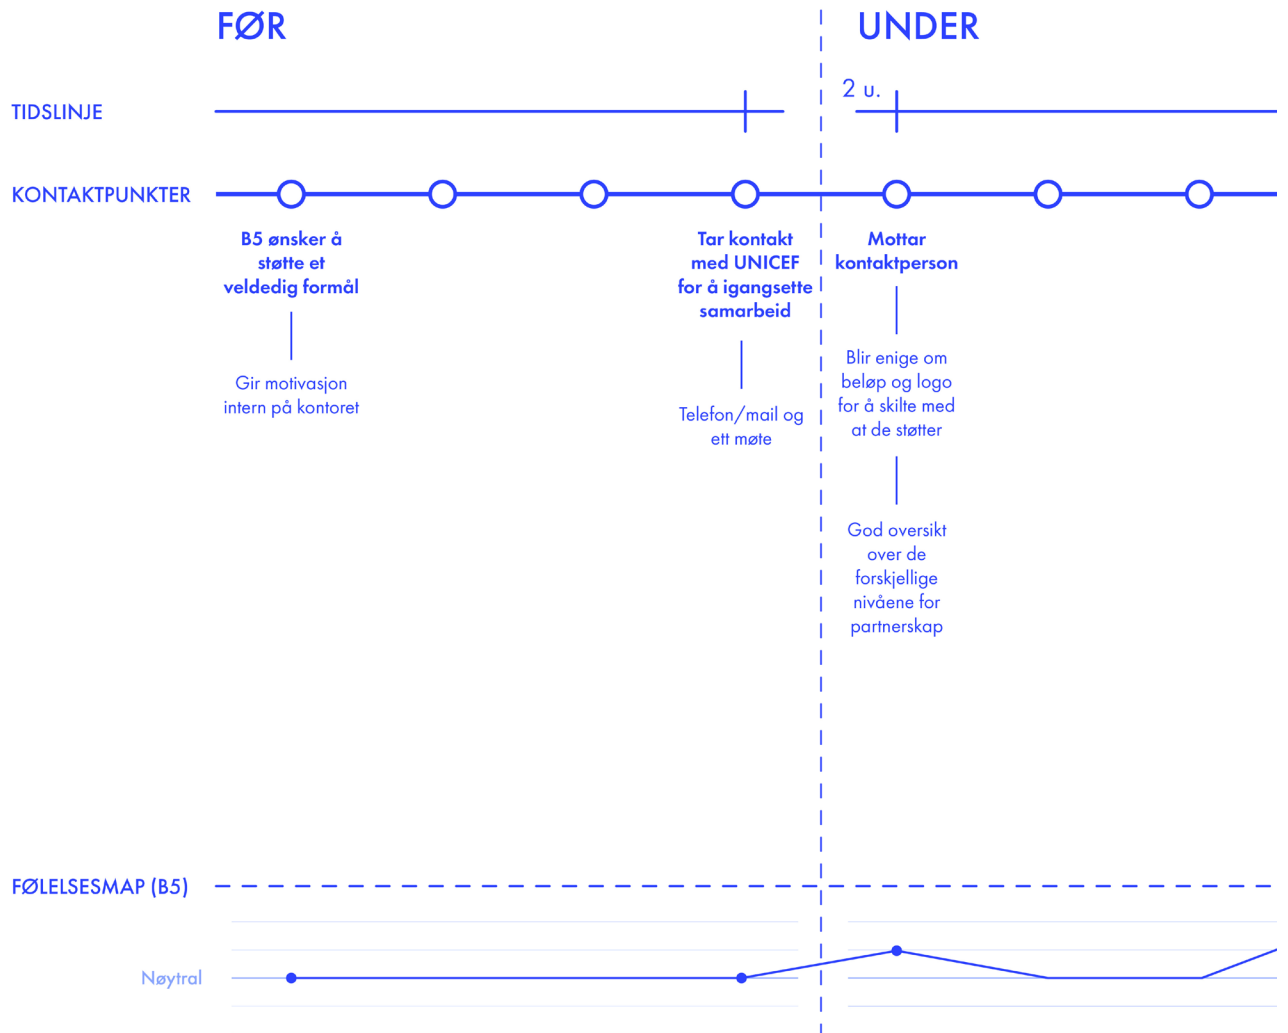 FØR
UNDER
TIDSLINJE
2 u.
KONTAKTPUNKTER
B5 ønsker å
støtte et
veldedig formål
Gir motivasjon
intern på kontoret
Tar kontakt
med UNICEF
for å igangsette
samarbeid
Telefon/mail og
ett møte
Mottar
kontaktperson
Blir enige om
beløp og logo
for å skilte med
at de støtter
God oversikt
over de
forskjellige
nivåene for
partnerskap
FØLELSESMAP (B5)
Nøytral